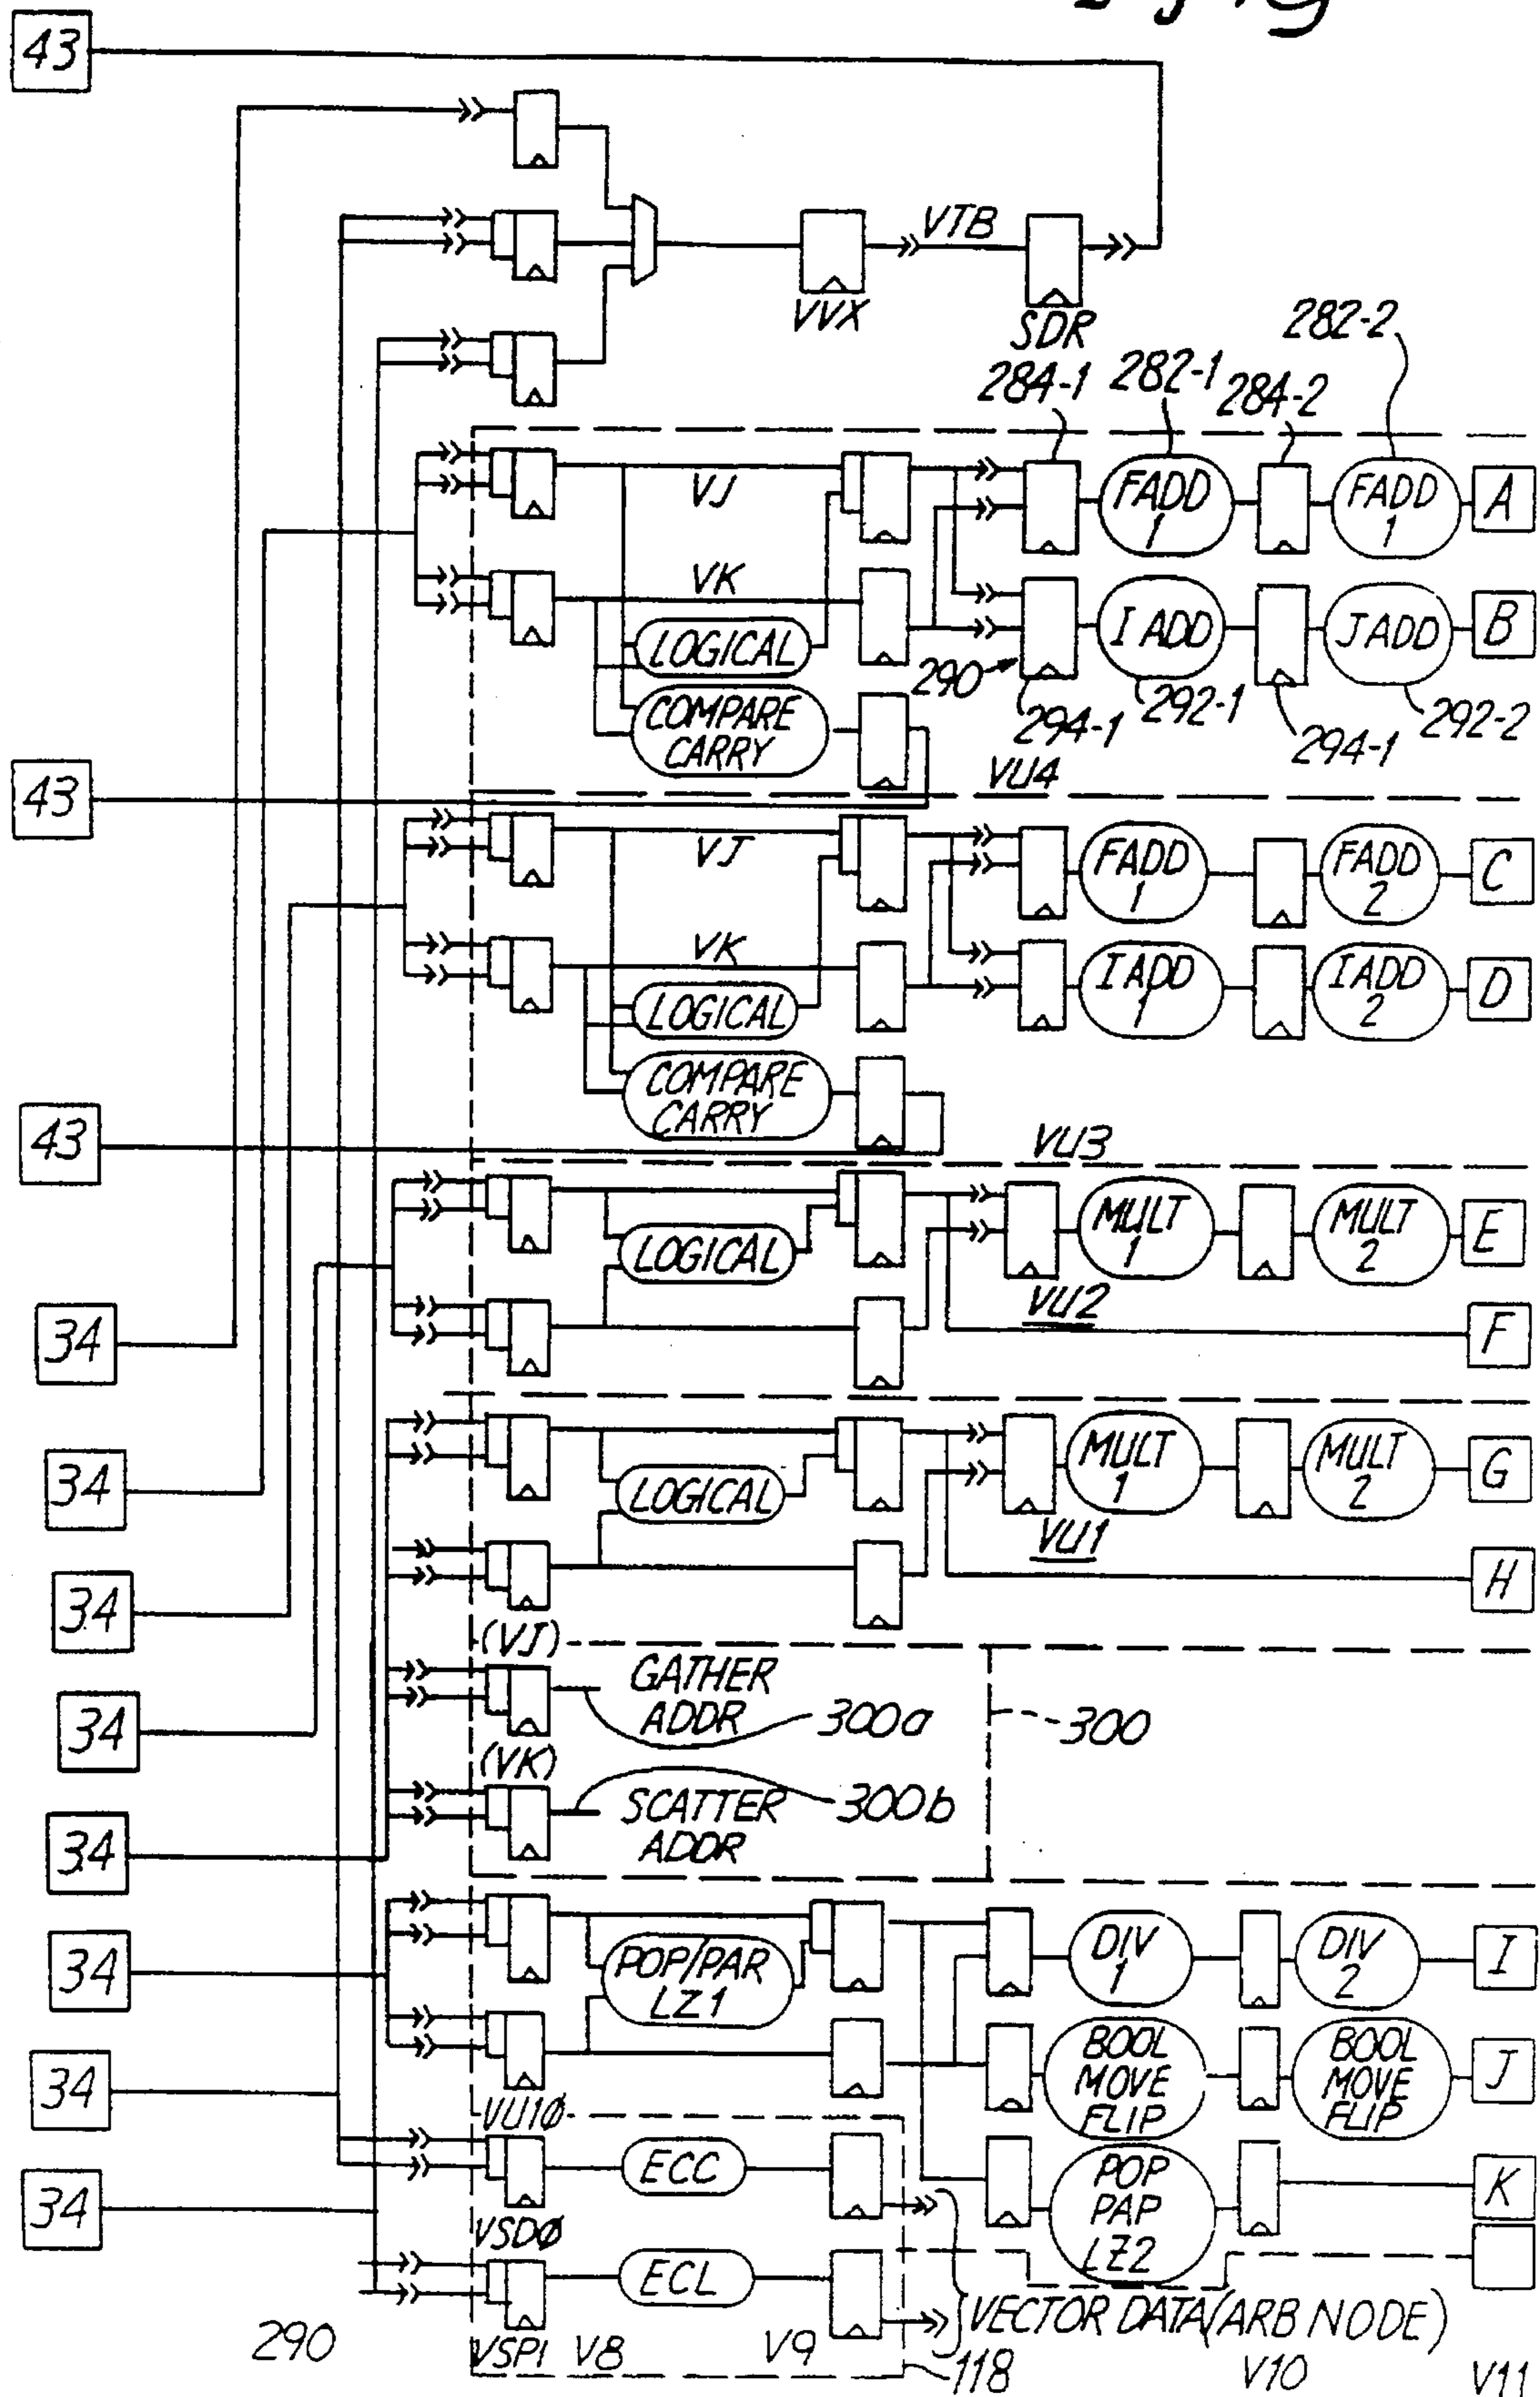 43
VTB
VVX
SDR
282-2
284-1
282-1
284-2
VJ
FADD
1
FADD
1
A
VK
LOGICAL
I ADD
JADD
B
COMPARE
CARRY
290
294-1
292-1
294-1
292-2
43
VU4
VJ
FADD
1
FADD
2
C
VK
LOGICAL
IADD
1
IADD
2
D
COMPARE
CARRY
43
VU3
LOGICAL
MULT
1
MULT
2
E
34
VU2
F
34
LOGICAL
MULT
1
MULT
2
G
VU1
34
H
(VJ)
GATHER
ADDR
300a
300
34
(VK)
SCATTER
ADDR
300b
34
34
POP/PAR
LZ1
DIV
1
DIV
2
I
34
BOOL
MOVE
FLIP
BOOL
MOVE
FLIP
J
VU10
ECC
POP
PAP
LZ2
K
34
VSDØ
ECL
VECTOR DATA (ARB NODE)
290
VSP1
V8
V9
118
V10
V11